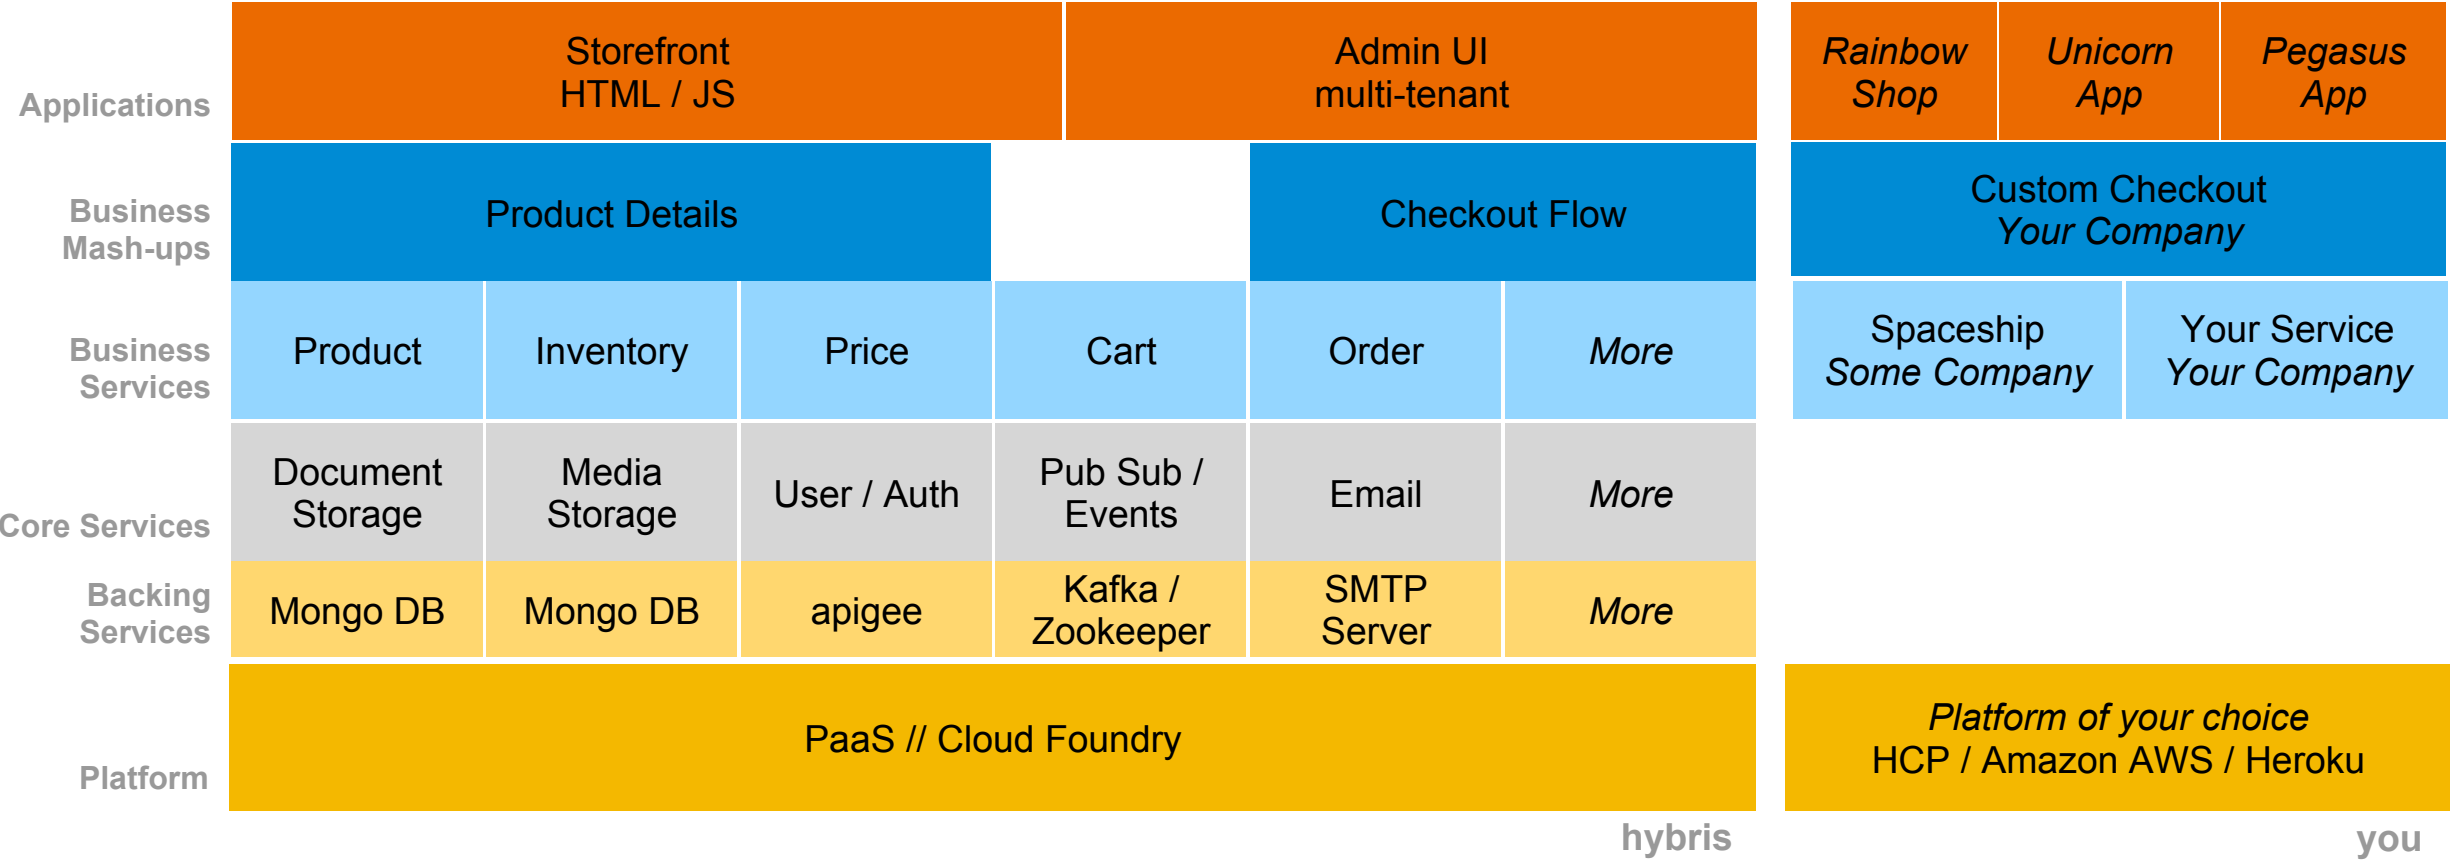 Applications
Storefront
HTML / JS
Admin UI
multi-tenant
Rainbow
Shop
Unicorn
App
Pegasus
App
Business
Mash-ups
Product Details
Checkout Flow
Custom Checkout
Your Company
Business
Services
Product
Inventory
Price
Cart
Order
More
Spaceship
Some Company
Your Service
Your Company
Core Services
Document
Storage
Media
Storage
User / Auth
Pub Sub /
Events
Email
More
Backing
Services
Mongo DB
Mongo DB
apigee
Kafka /
Zookeeper
SMTP
Server
More
Platform
PaaS // Cloud Foundry
Platform of your choice
HCP / Amazon AWS / Heroku
hybris
you